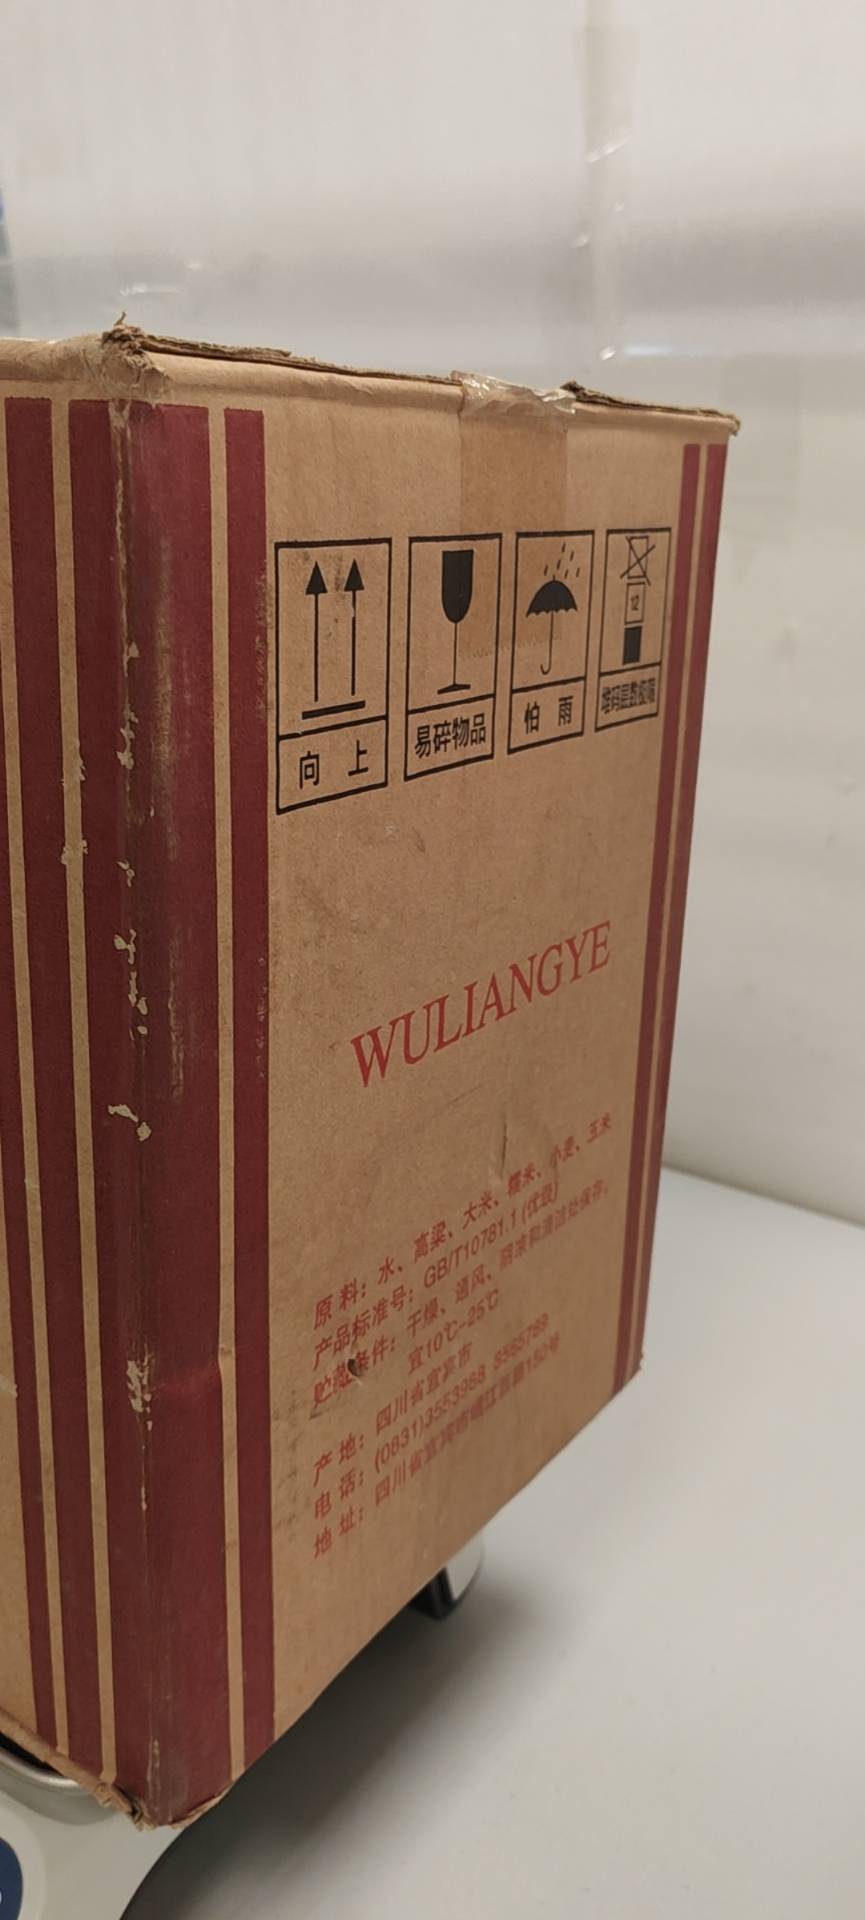 向 上
易碎物品
怕 雨
12
堆码层数极限
WULIANGYE
原料：水、高粱、大米、糯米、小麦、玉米
产品标准号：GB/T10781.1 (优级)
贮藏条件：干燥、通风、阴凉和清洁处保存，
宜10℃-25℃
产 地：四川省宜宾市
电 话：(0831)3553988 3565789
地 址：四川省宜宾市岷江西路150号